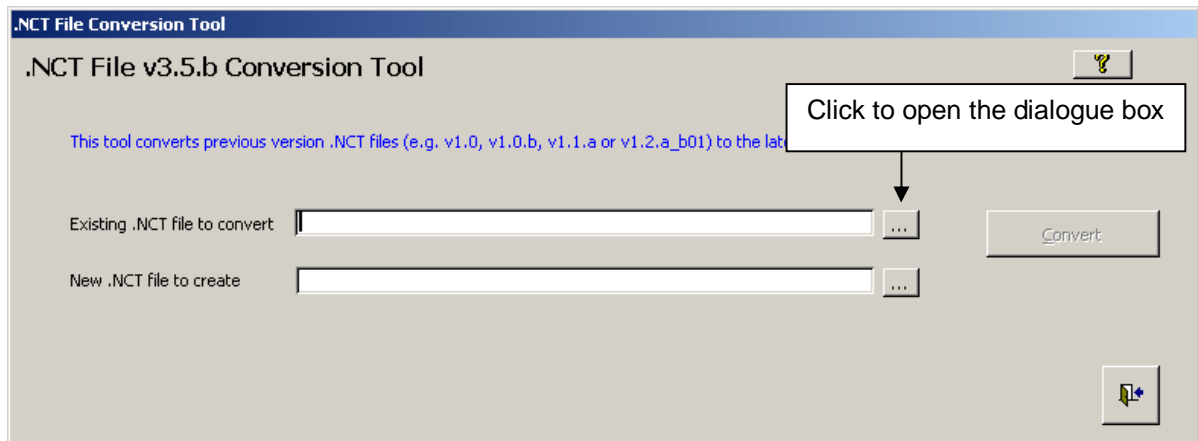 .NCT File Conversion Tool
.NCT File v3.5.b Conversion Tool
?
Click to open the dialogue box
This tool converts previous version .NCT files (e.g. v1.0, v1.0.b, v1.1.a or v1.2.a_b01) to the
Existing .NCT file to convert
...
Convert
New .NCT file to create
...